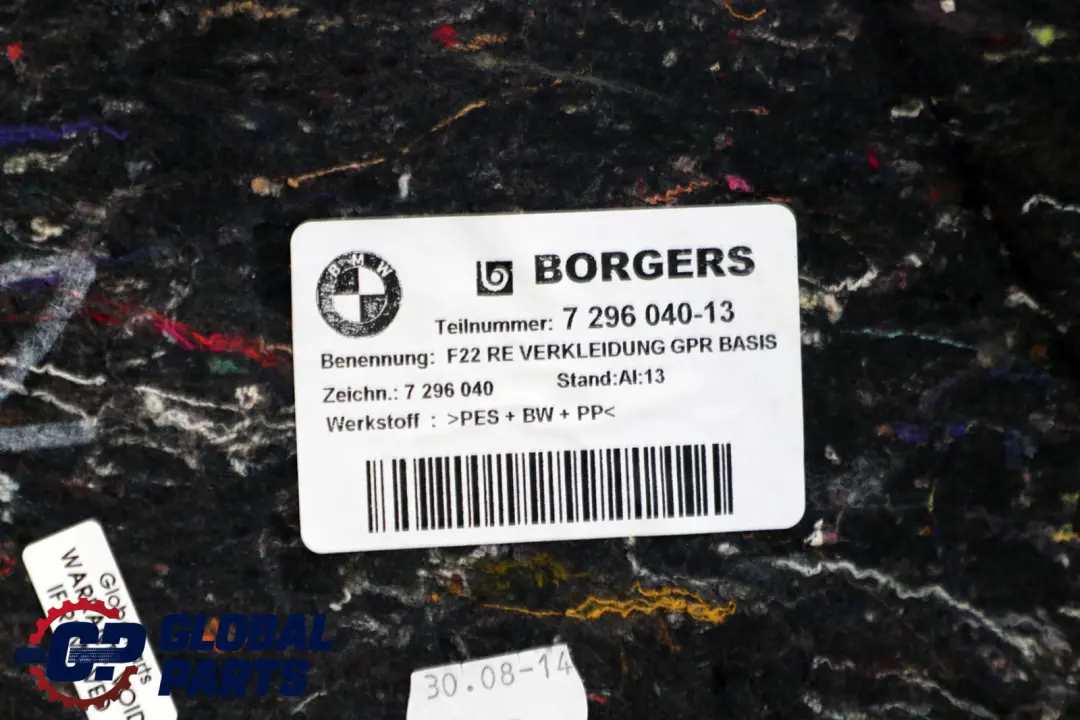 BMW
BORGERS
Teilnummer: 7 296 040-13
Benennung: F22 RE VERKLEIDUNG GPR BASIS
Zeichn.: 7 296 040 Stand:AI:13
Werkstoff : >PES + BW + PP<
30.08-14
GP GLOBAL
PARTS